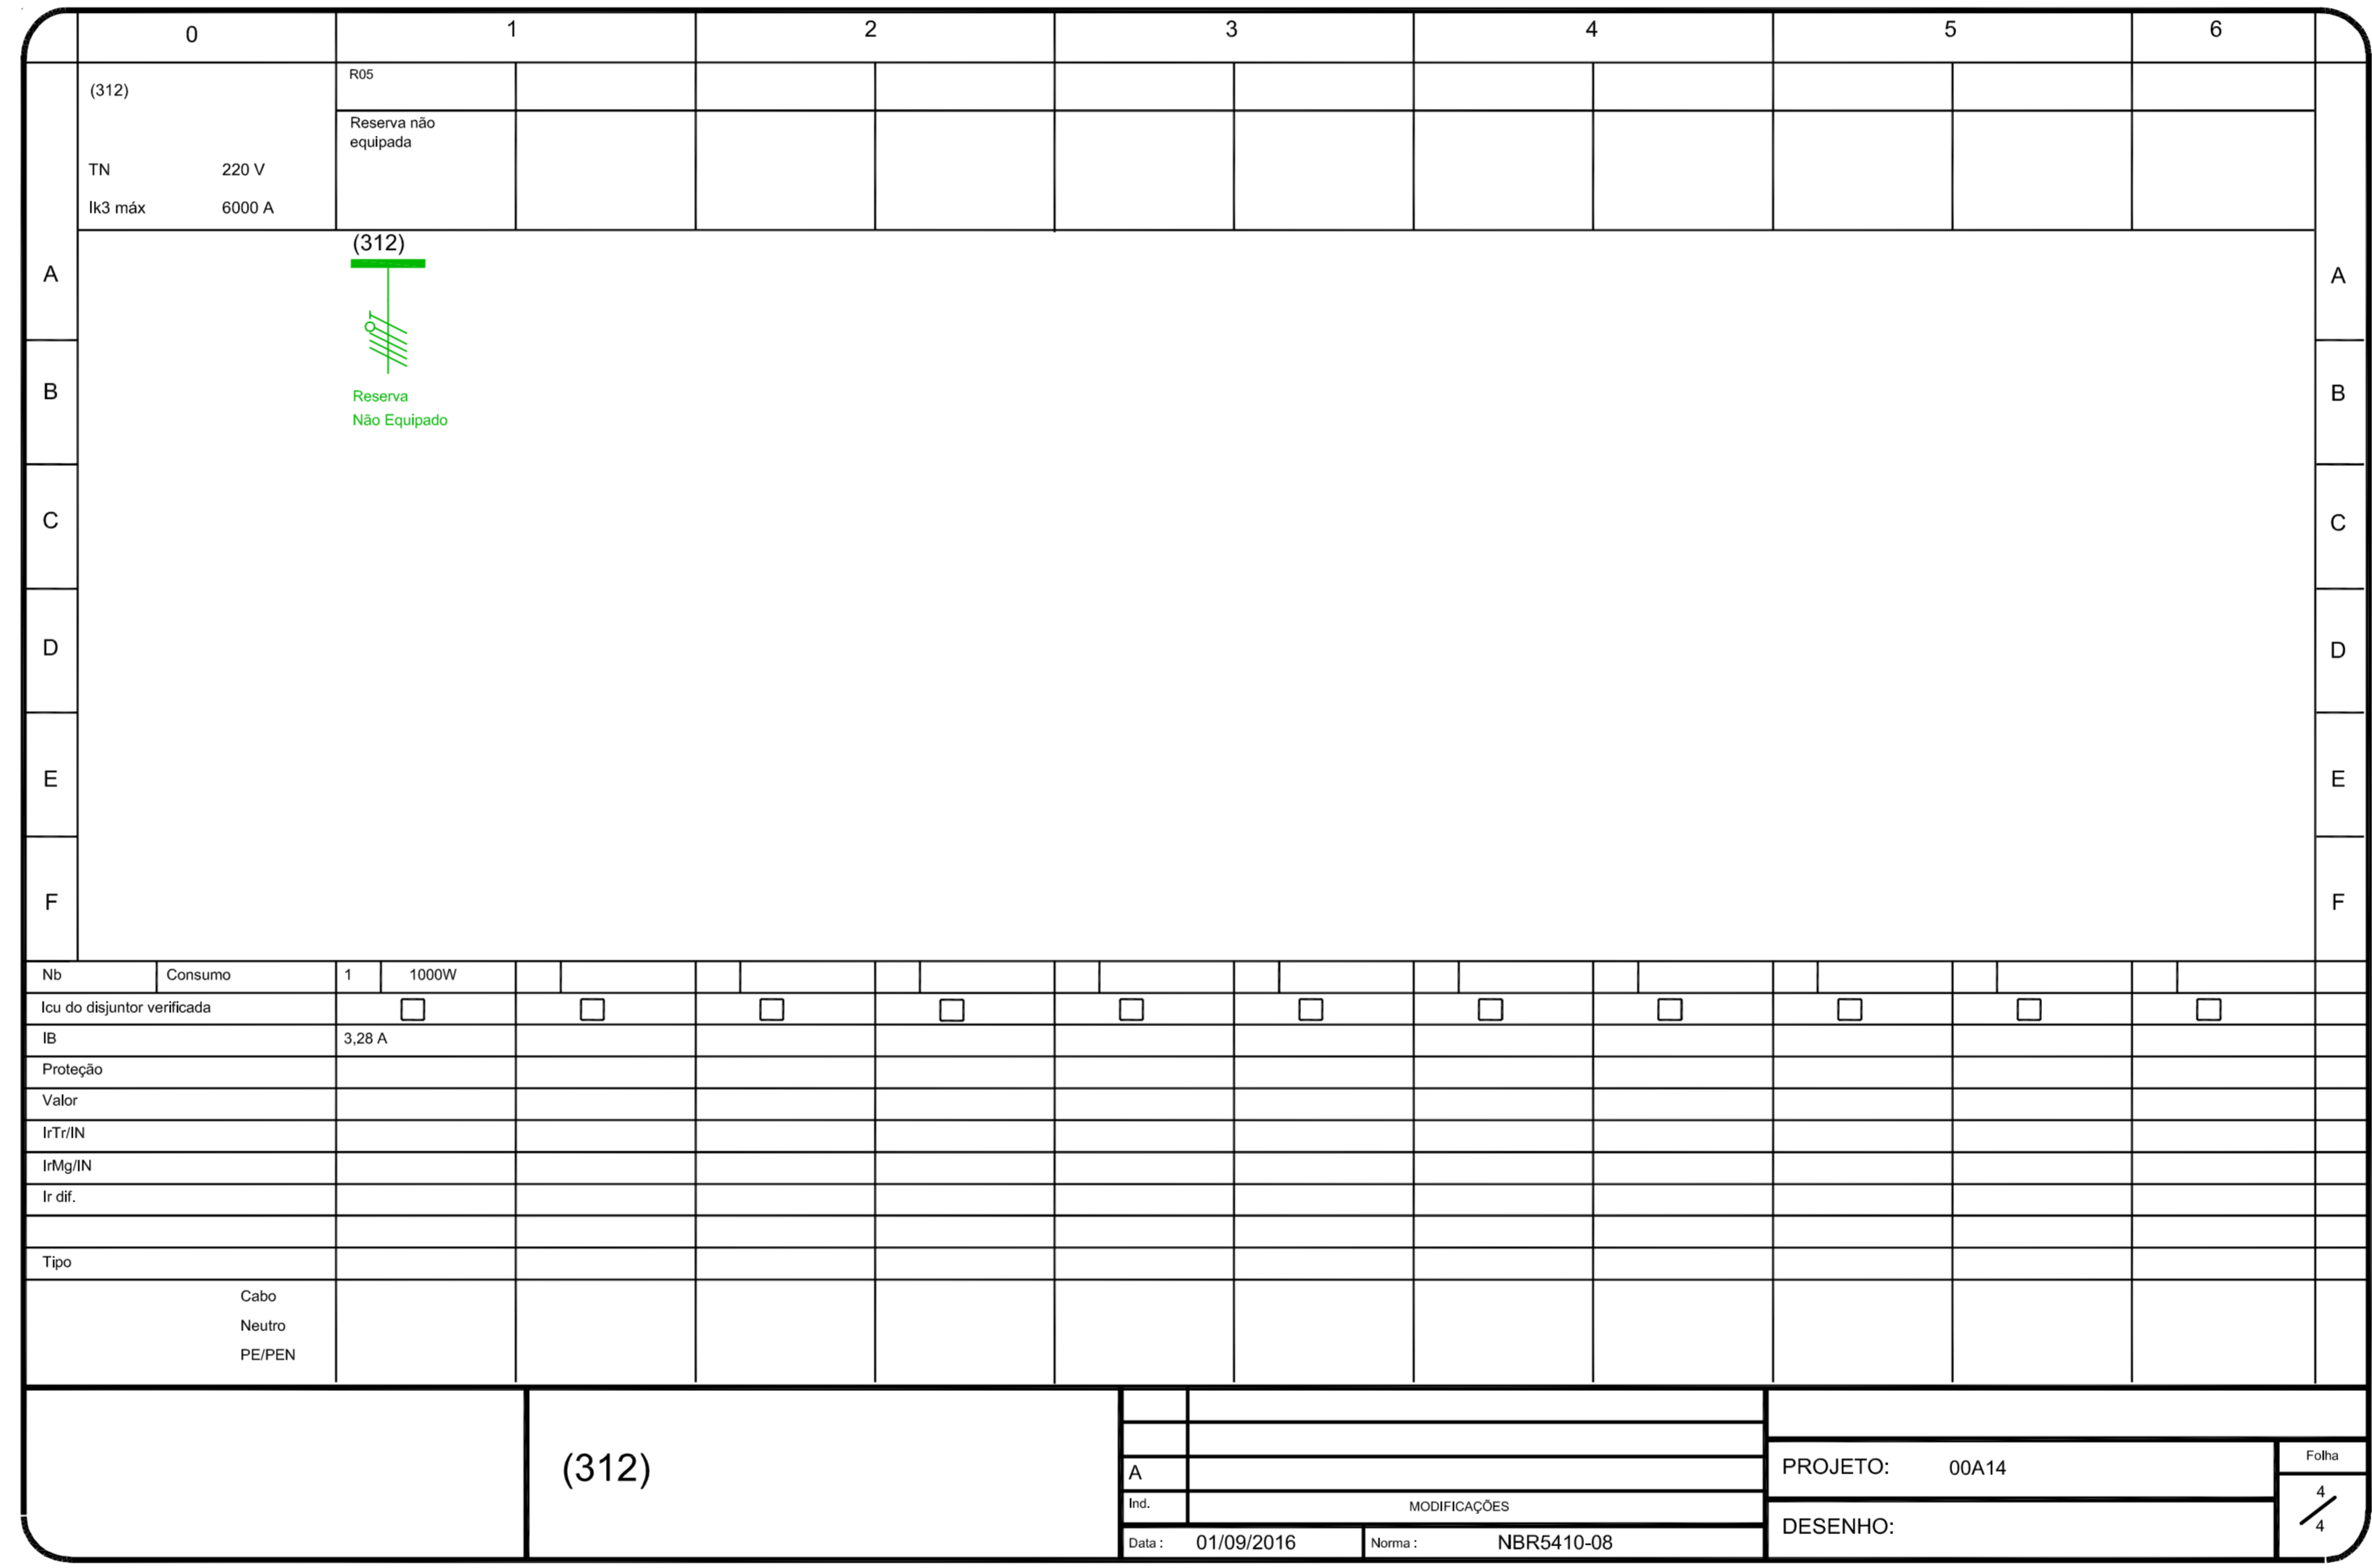 0 1 2 3 4 5 6
(312) R05
Reserva não
equipada
TN 220 V
Ik3 máx 6000 A
(312)
A A
B B
Reserva
Não Equipado
C C
D D
E E
F F
Nb Consumo 1 1000W
Icu do disjuntor verificada
IB 3,28 A
Proteção
Valor
IrTr/IN
IrMg/IN
Ir dif.
Tipo
Cabo
Neutro
PE/PEN
(312)
A
Ind. MODIFICAÇÕES
Data : 01/09/2016 Norma : NBR5410-08
PROJETO: 00A14
DESENHO:
Folha
4
4